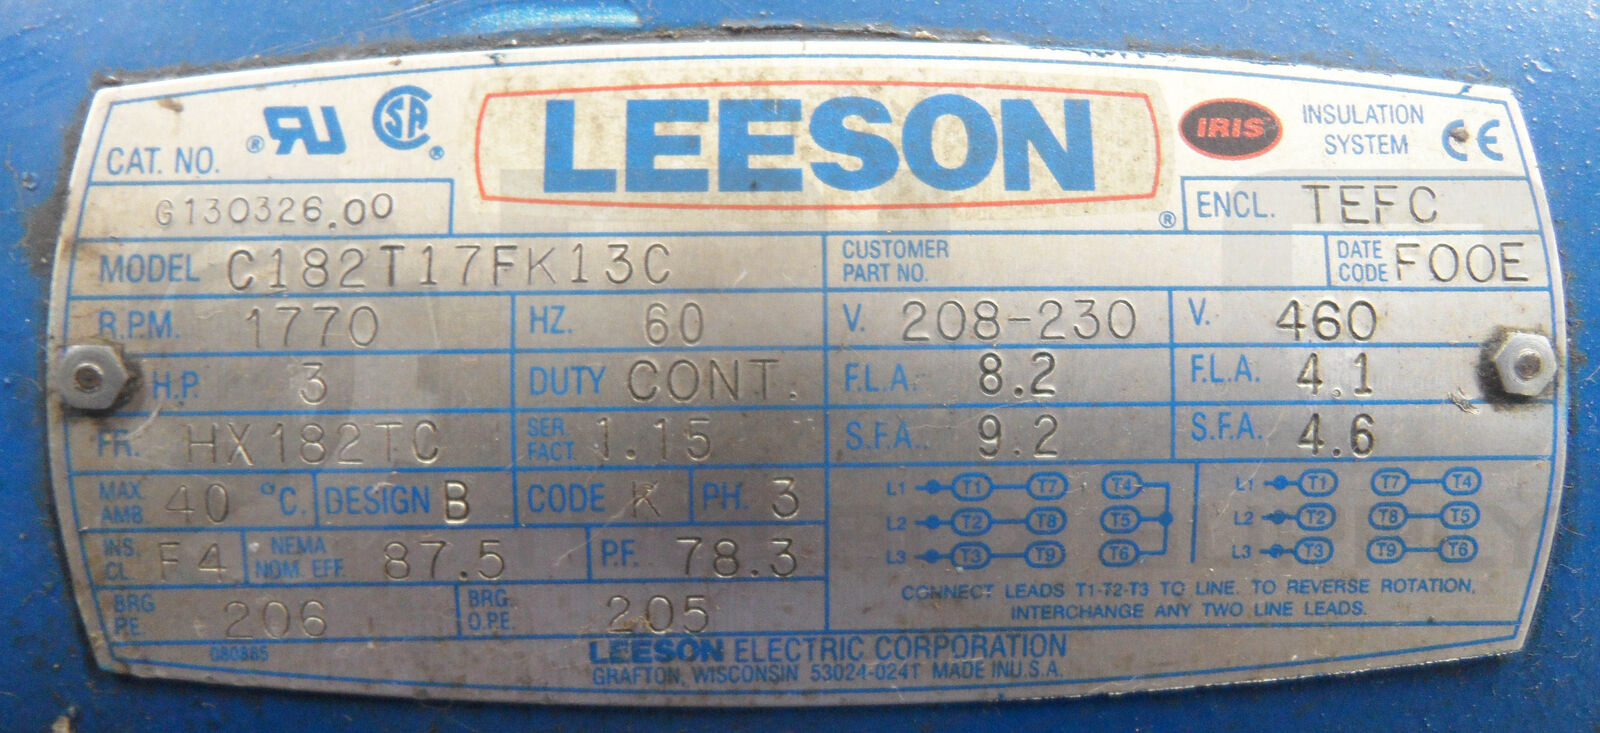 LEESON
®
IRIS
INSULATION
SYSTEM
CE
CAT. NO.
G130326.00
ENCL. TEFC
MODEL C182T17FK13C
CUSTOMER
PART NO.
DATE
CODE F00E
R.P.M. 1770
HZ. 60
V. 208-230
V. 460
H.P. 3
DUTY CONT.
F.L.A. 8.2
F.L.A. 4.1
FR. HX182TC
SER.
FACT. 1.15
S.F.A. 9.2
S.F.A. 4.6
MAX.
AMB 40 °C.
DESIGN B
CODE K
PH. 3
INS.
CL. F4
NEMA
NOM. EFF. 87.5
P.F. 78.3
BRG
P.E. 206
BRG.
O.P.E. 205
L1 T1 T7 T4
L2 T2 T8 T5
L3 T3 T9 T6
L1 T1 T7 T4
L2 T2 T8 T5
L3 T3 T9 T6
CONNECT LEADS T1-T2-T3 TO LINE. TO REVERSE ROTATION,
INTERCHANGE ANY TWO LINE LEADS.
080885
LEESON ELECTRIC CORPORATION
GRAFTON, WISCONSIN 53024-0241 MADE IN U.S.A.